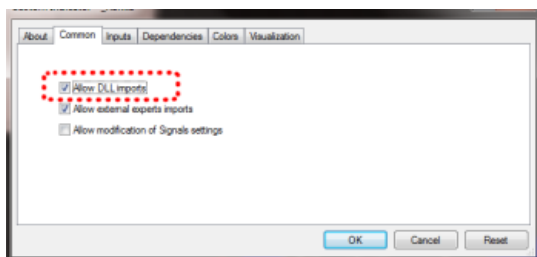 About Common Inputs Dependencies Colors Visualization
Allow DLL imports
Allow external experts imports
Allow modification of Signals settings
OK Cancel Reset